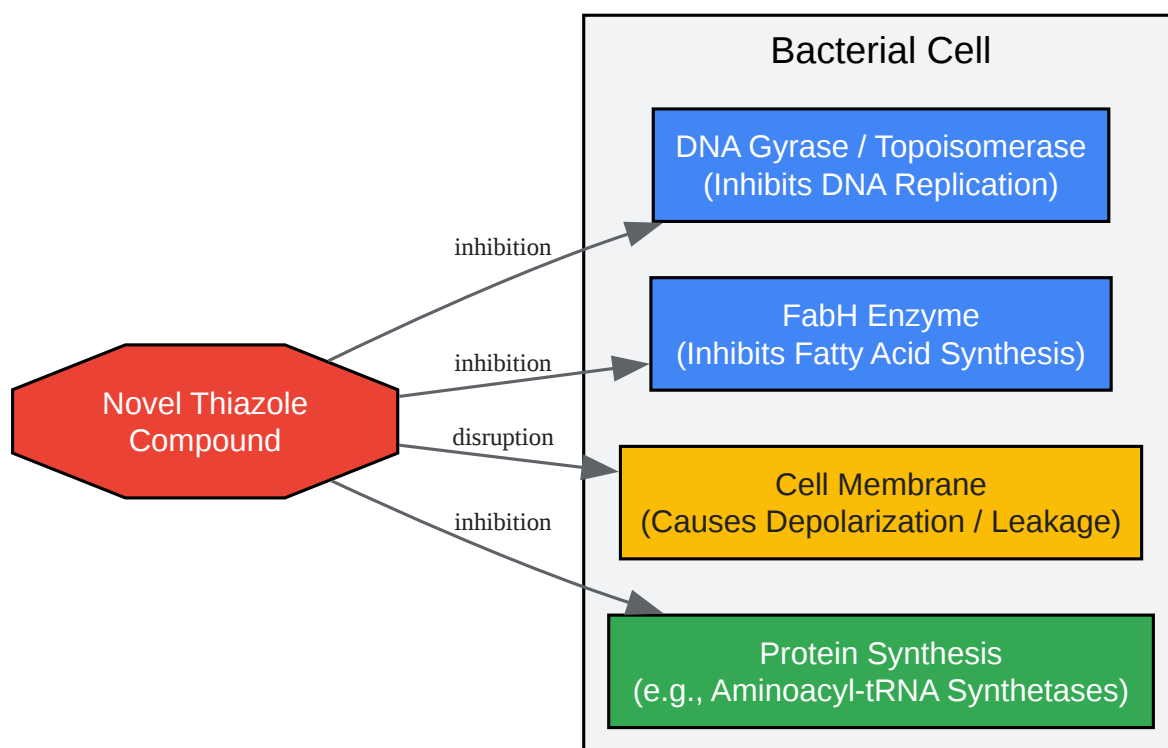 Bacterial Cell
DNA Gyrase / Topoisomerase
(Inhibits DNA Replication)
inhibition
FabH Enzyme
(Inhibits Fatty Acid Synthesis)
inhibition
Novel Thiazole
Compound
disruption
Cell Membrane
(Causes Depolarization / Leakage)
inhibition
Protein Synthesis
(e.g., Aminoacyl-tRNA Synthetases)